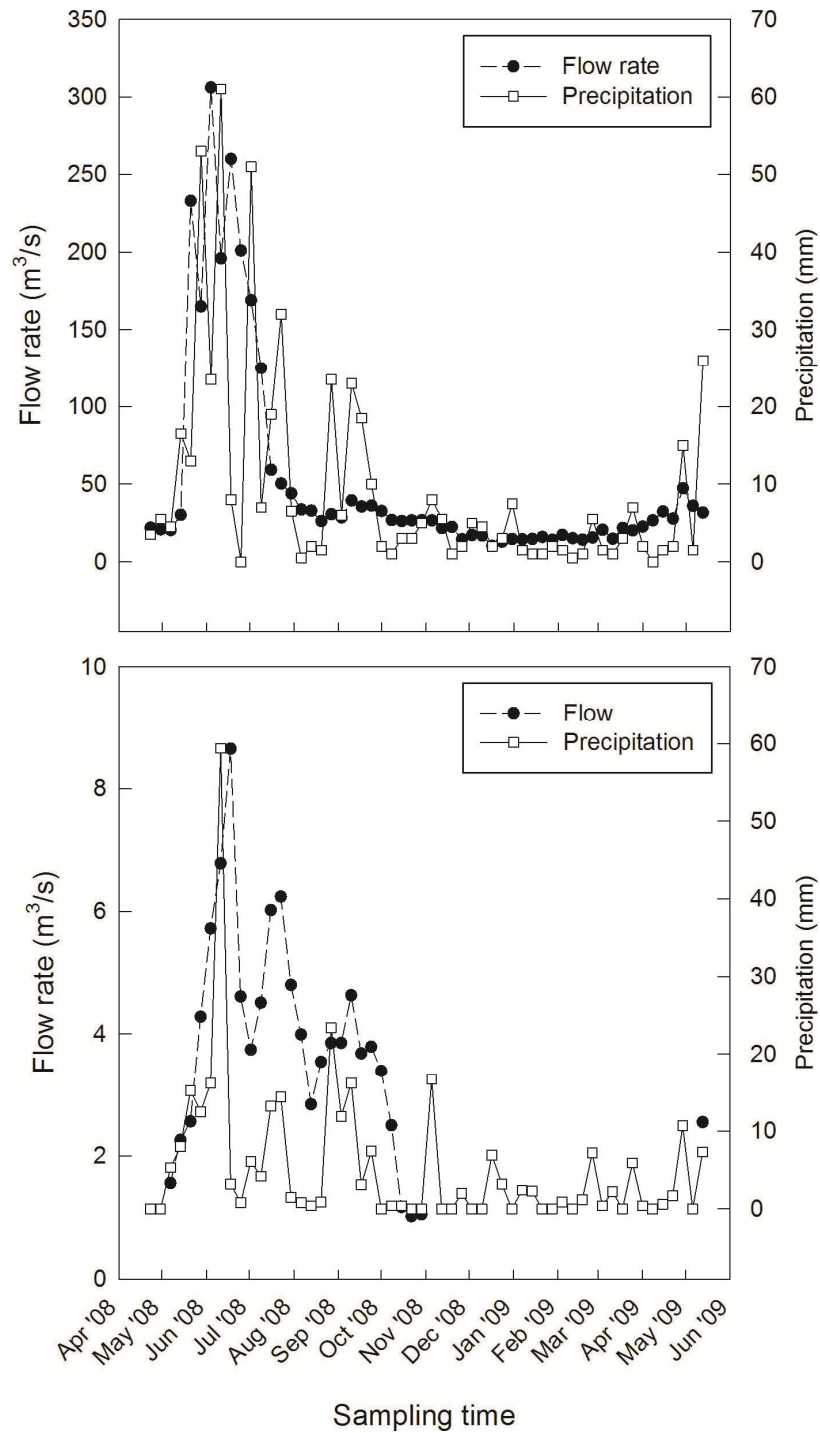 350
300
250
200
150
100
50
0
Flow rate (m³/s)
70
60
50
40
30
20
10
0
Precipitation (mm)
Flow rate
Precipitation
10
8
6
4
2
0
Flow rate (m³/s)
70
60
50
40
30
20
10
0
Precipitation (mm)
Flow
Precipitation
Apr '08
May '08
Jun '08
Jul '08
Aug '08
Sep '08
Oct '08
Nov '08
Dec '08
Jan '09
Feb '09
Mar '09
Apr '09
May '09
Jun '09
Sampling time